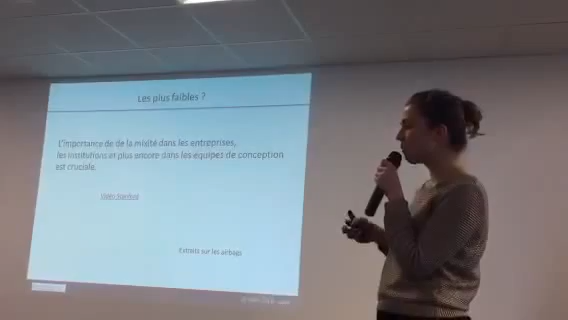 Les plus faibles ?
L'importance de de la mixité dans les entreprises,
les institutions et plus encore dans les équipes de conception
est cruciale.
Extraits sur les airbags